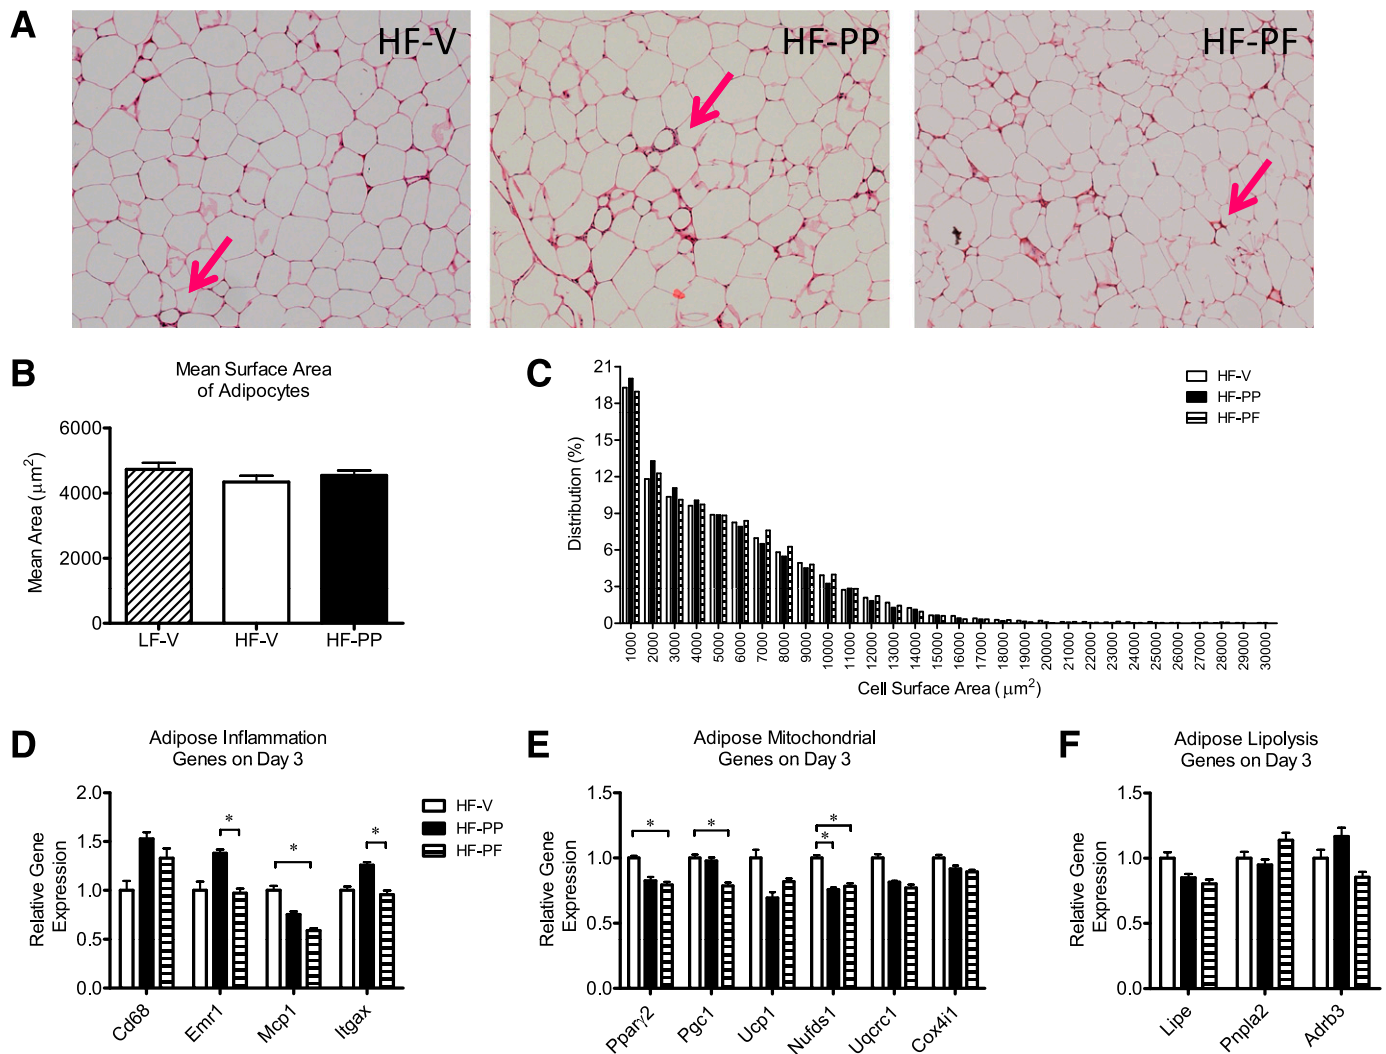 A
HF-V
HF-PP
HF-PF
B
Mean Surface Area
of Adipocytes
Mean Area (μm²)
6000
4000
2000
0
LF-V
HF-V
HF-PP
C
Distribution (%)
21
18
15
12
9
6
3
0
HF-V
HF-PP
HF-PF
1000
2000
3000
4000
5000
6000
7000
8000
9000
10000
11000
12000
13000
14000
15000
16000
17000
18000
19000
20000
21000
22000
23000
24000
25000
26000
27000
28000
29000
30000
Cell Surface Area (μm²)
D
Adipose Inflammation
Genes on Day 3
Relative Gene
Expression
2.0
1.5
1.0
0.5
0.0
*
*
*
Cd68
Emr1
Mcp1
Itgax
HF-V
HF-PP
HF-PF
E
Adipose Mitochondrial
Genes on Day 3
Relative Gene
Expression
1.5
1.0
0.5
0.0
*
*
*
*
Pparγ2
Pgc1
Ucp1
Nufds1
Uqcrc1
Cox4i1
F
Adipose Lipolysis
Genes on Day 3
Relative Gene
Expression
1.5
1.0
0.5
0.0
Lipe
Pnpla2
Adrb3